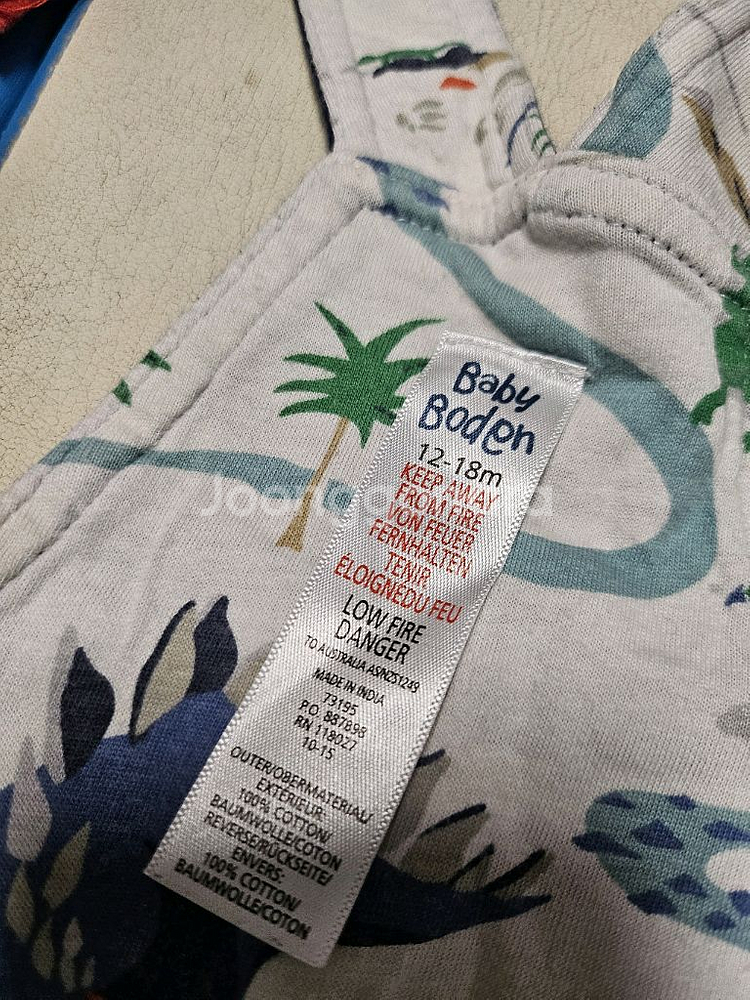 Baby
Boden
12-18m
KEEP AWAY
FROM FIRE
VON FEUER
FERNHALTEN
TENIR
ELOIGNEDU FEU
LOW FIRE
DANGER
TO AUSTRALIA AS/NZS1249
MADE IN INDIA
73195
P.O. 887898
RN 118027
10-15
OUTER/OBERMATERIAL/
EXTÉRIEUR:
100% COTTON/
BAUMWOLLE/COTON
REVERSE/RÜCKSEITE/
ENVERS:
100% COTTON/
BAUMWOLLE/COTON